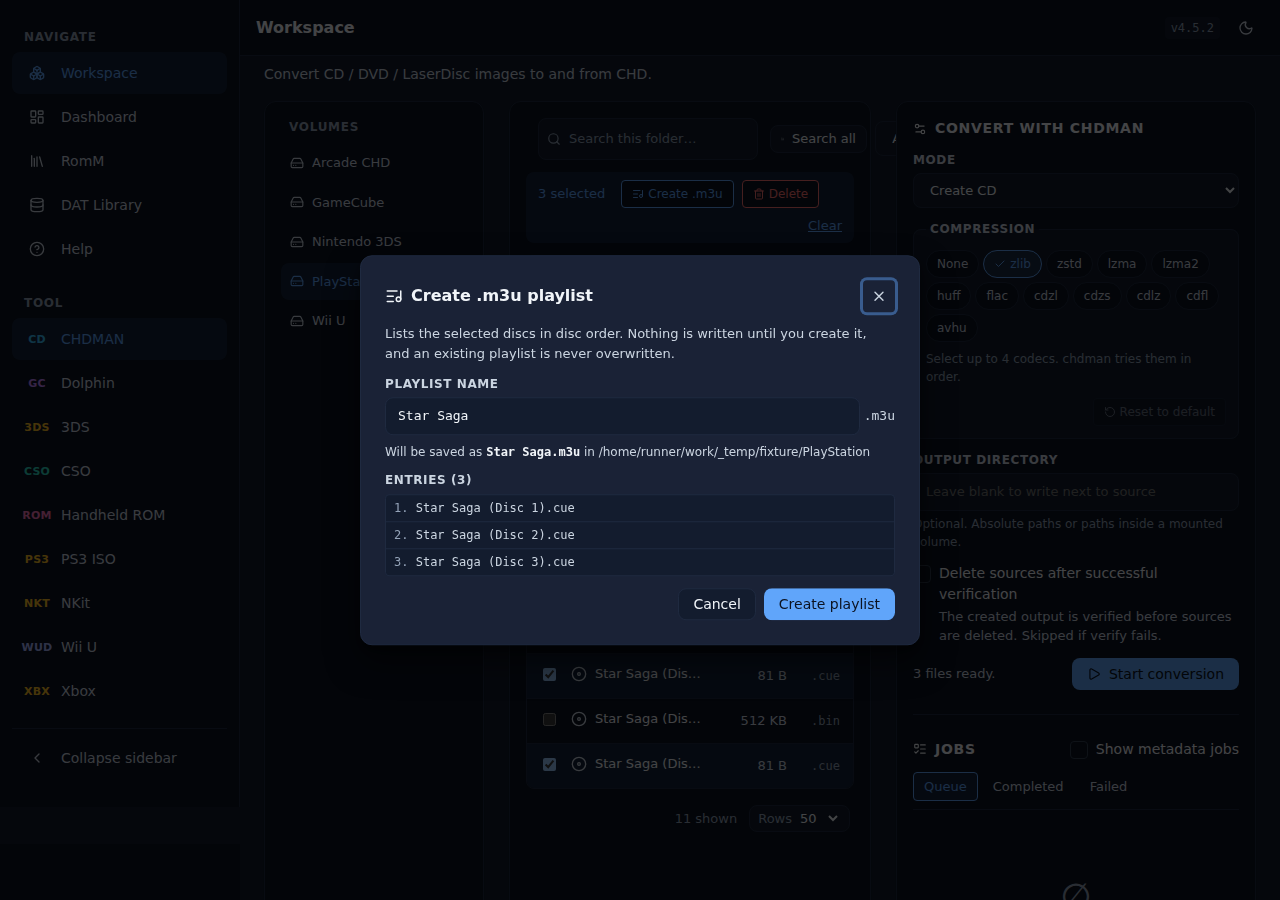 NAVIGATE
Workspace
Dashboard
RomM
DAT Library
Help
TOOL
CD CHDMAN
GC Dolphin
3DS 3DS
CSO CSO
ROM Handheld ROM
PS3 PS3 ISO
NKT NKit
WUD Wii U
XBX Xbox
Collapse sidebar
Workspace
v4.5.2
Convert CD / DVD / LaserDisc images to and from CHD.
VOLUMES
Arcade CHD
GameCube
Nintendo 3DS
PlaySta
Wii U
Search this folder…
Search all
3 selected
Create .m3u
Delete
Clear
Create .m3u playlist
Lists the selected discs in disc order. Nothing is written until you create it,
and an existing playlist is never overwritten.
PLAYLIST NAME
Star Saga
.m3u
Will be saved as Star Saga.m3u in /home/runner/work/_temp/fixture/PlayStation
ENTRIES (3)
1. Star Saga (Disc 1).cue
2. Star Saga (Disc 2).cue
3. Star Saga (Disc 3).cue
Cancel
Create playlist
Star Saga (Dis… 81 B .cue
Star Saga (Dis… 512 KB .bin
Star Saga (Dis… 81 B .cue
11 shown
Rows 50
CONVERT WITH CHDMAN
MODE
Create CD
COMPRESSION
None zlib zstd lzma lzma2
huff flac cdzl cdzs cdlz cdfl
avhu
Select up to 4 codecs. chdman tries them in
order.
Reset to default
OUTPUT DIRECTORY
Leave blank to write next to source
Optional. Absolute paths or paths inside a mounted
volume.
Delete sources after successful
verification
The created output is verified before sources
are deleted. Skipped if verify fails.
3 files ready.
Start conversion
JOBS
Show metadata jobs
Queue
Completed
Failed